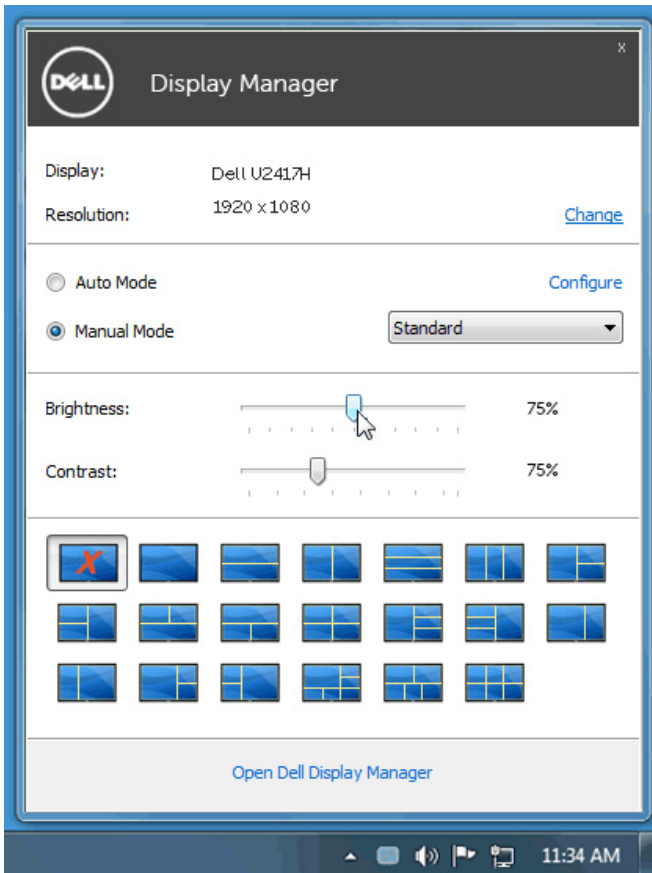 x
DELL
Display Manager
Display: Dell U2417H
Resolution: 1920 x 1080 Change
Auto Mode Configure
Manual Mode Standard
Brightness: 75%
Contrast: 75%
X
Open Dell Display Manager
11:34 AM